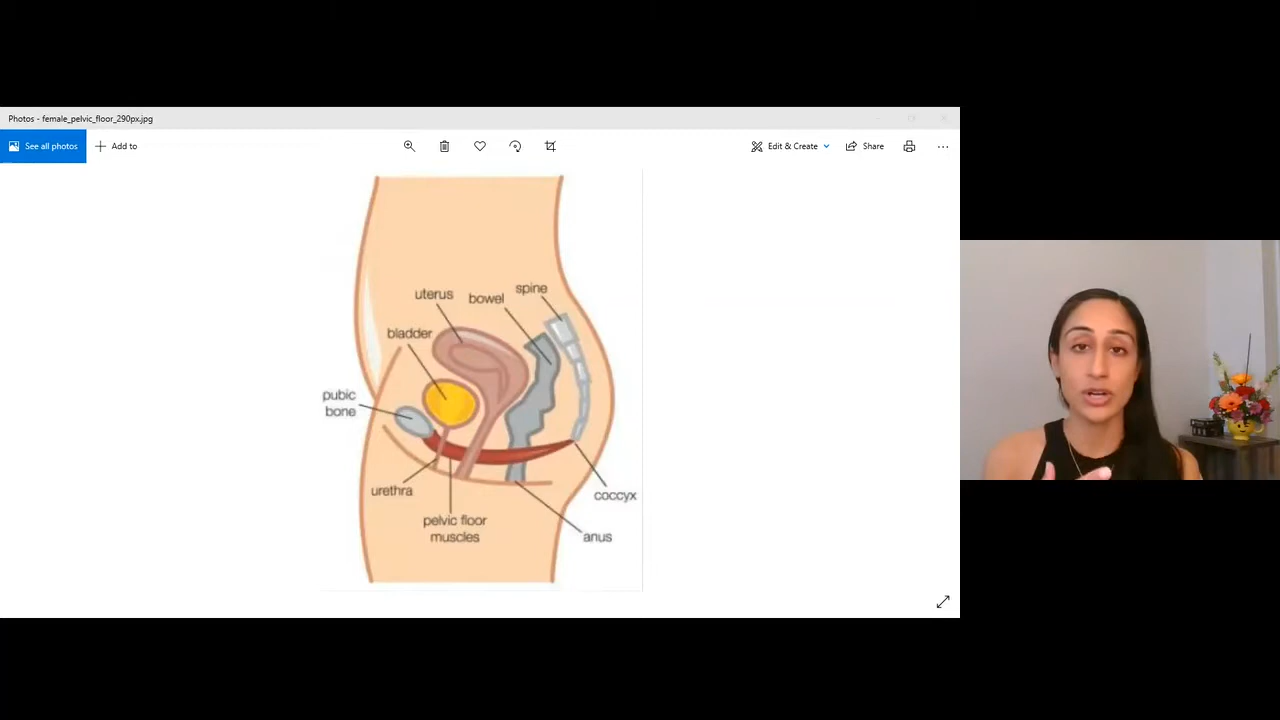 Photos - female_pelvic_floor_290px.jpg
See all photos
Add to
Edit & Create
Share
uterus
bowel
spine
bladder
pubic
bone
urethra
pelvic floor
muscles
coccyx
anus